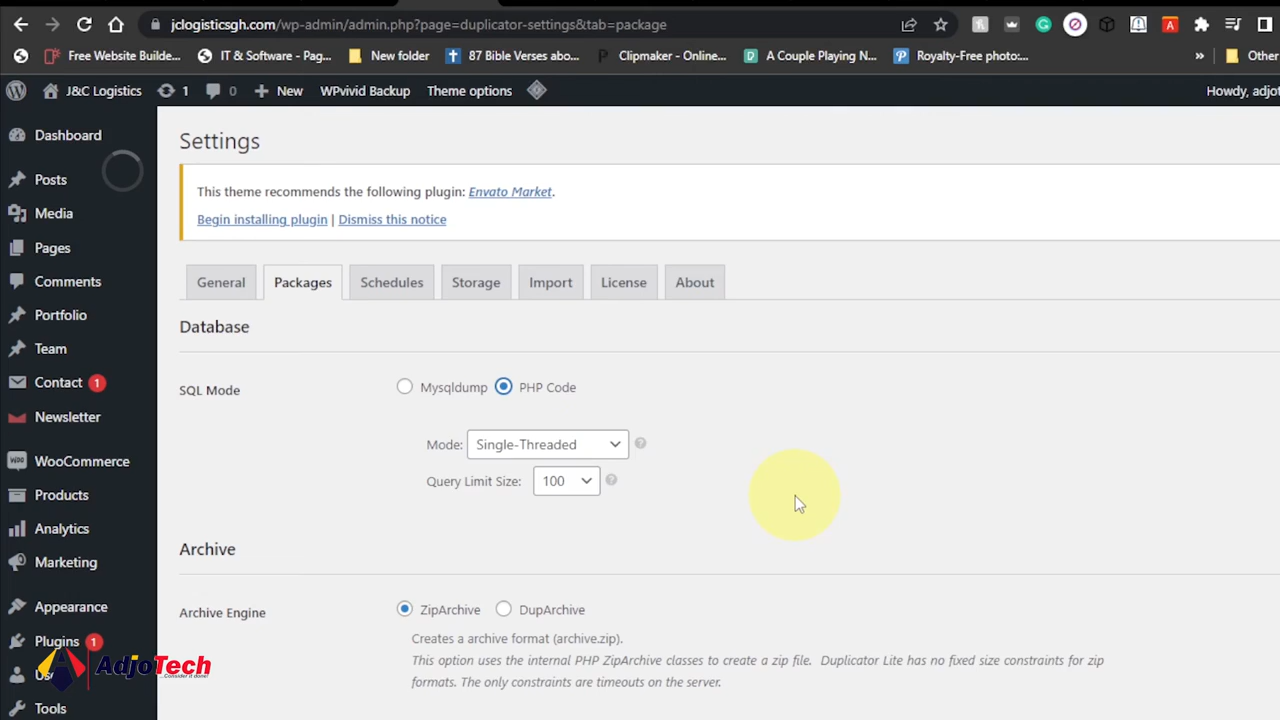 jclogisticsgh.com/wp-admin/admin.php?page=duplicator-settings&tab=package
Free Website Builde... IT & Software - Pag... New folder 87 Bible Verses abo... Clipmaker - Online... A Couple Playing N... Royalty-Free photo:... » Other
J&C Logistics 1 0 New WPvivid Backup Theme options Howdy, adjot
Dashboard
Posts
Media
Pages
Comments
Portfolio
Team
Contact 1
Newsletter
WooCommerce
Products
Analytics
Marketing
Appearance
Plugins 1
Us
Tools
Settings
This theme recommends the following plugin: Envato Market.
Begin installing plugin | Dismiss this notice
General Packages Schedules Storage Import License About
Database
SQL Mode Mysqldump PHP Code
Mode: Single-Threaded ?
Query Limit Size: 100 ?
Archive
Archive Engine ZipArchive DupArchive
Creates a archive format (archive.zip).
This option uses the internal PHP ZipArchive classes to create a zip file. Duplicator Lite has no fixed size constraints for zip
formats. The only constraints are timeouts on the server.
AdjoTech
...Consider it done!